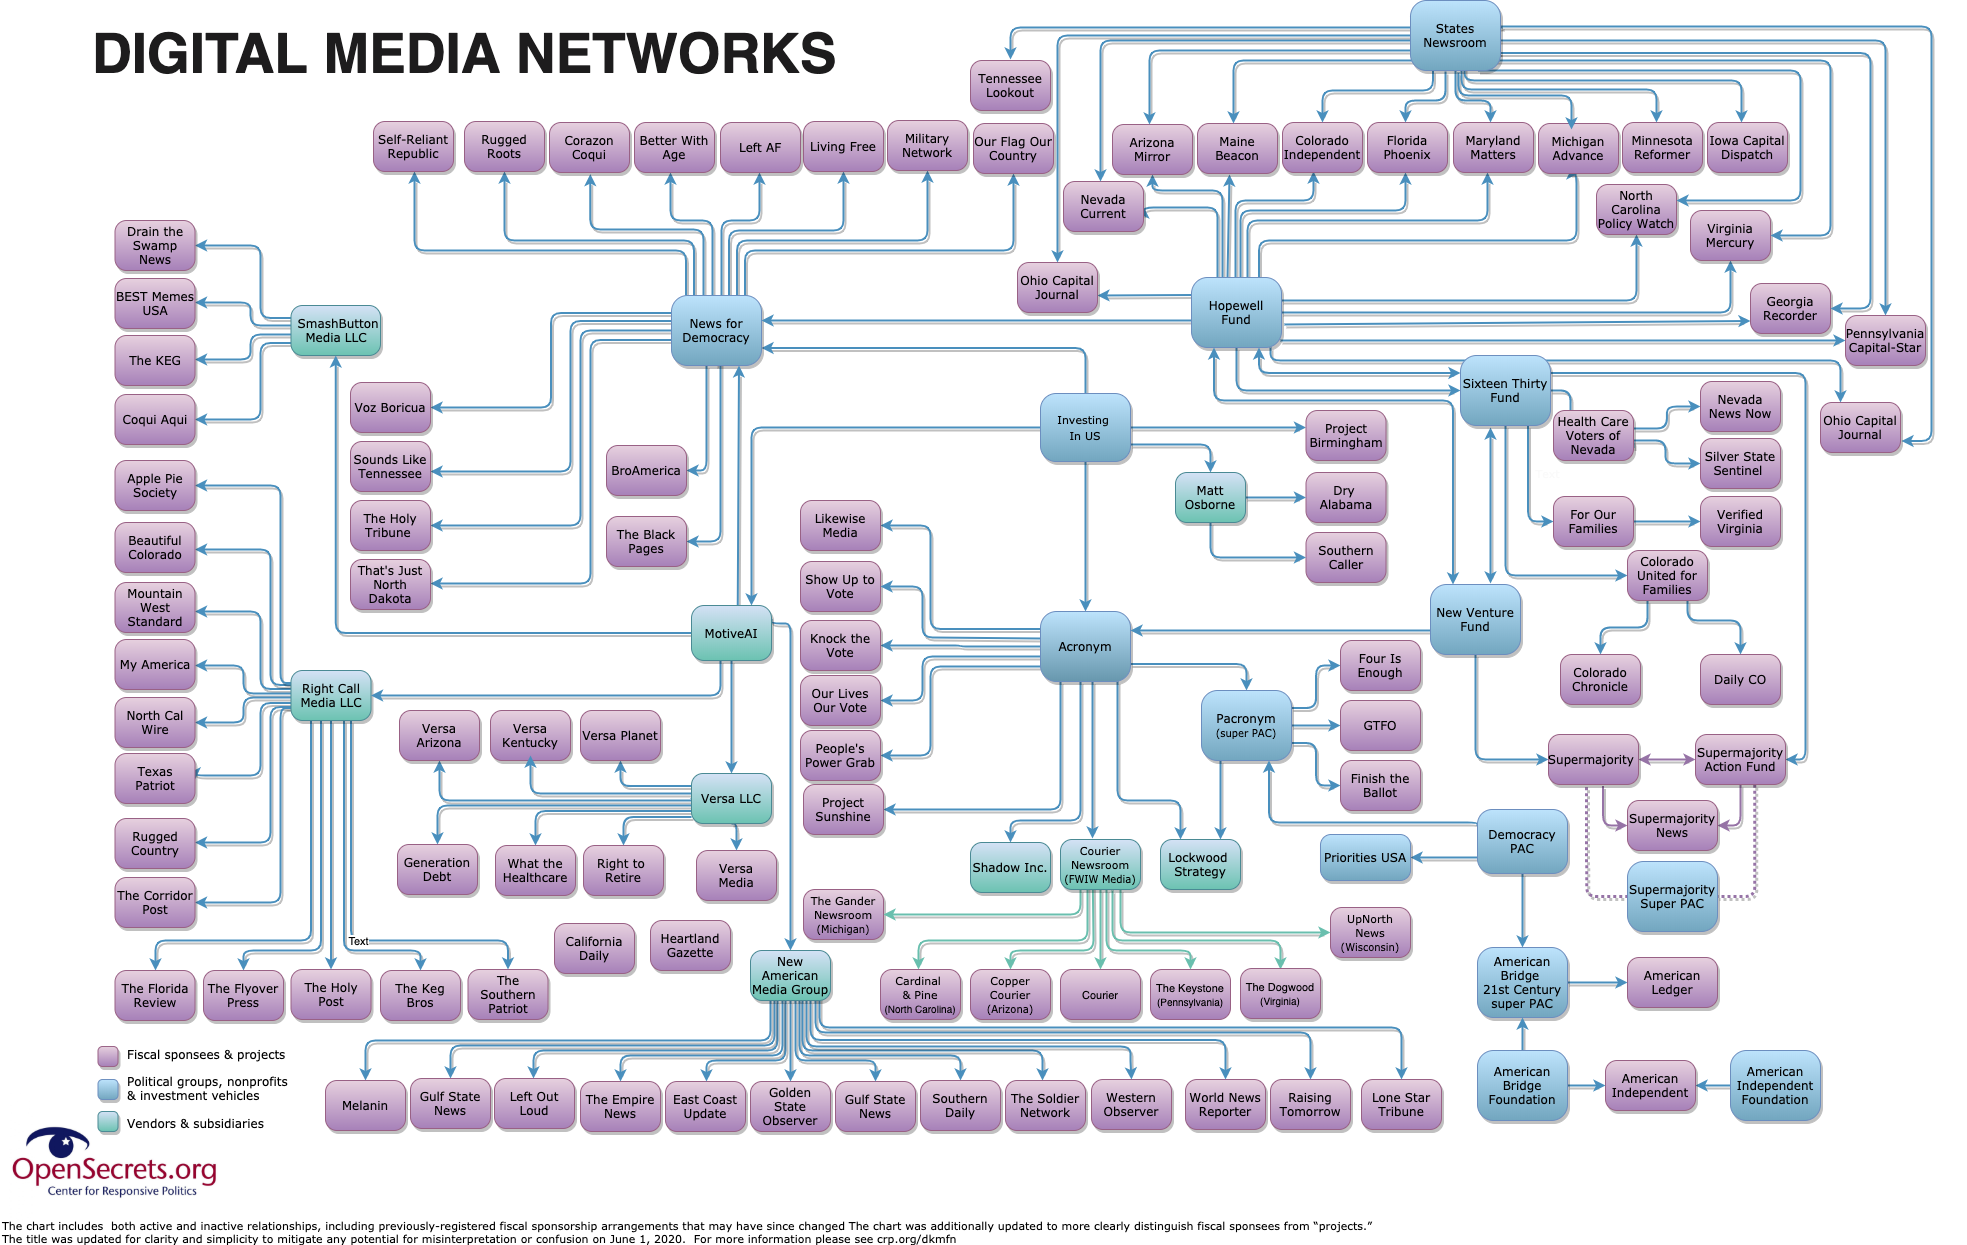 DIGITAL MEDIA NETWORKS
States
Newsroom
Tennessee
Lookout
Self-Reliant
Republic
Rugged
Roots
Corazon
Coqui
Better With
Age
Left AF
Living Free
Military
Network
Our Flag Our
Country
Arizona
Mirror
Maine
Beacon
Colorado
Independent
Florida
Phoenix
Maryland
Matters
Michigan
Advance
Minnesota
Reformer
Iowa Capital
Dispatch
Nevada
Current
North
Carolina
Policy Watch
Virginia
Mercury
Drain the
Swamp
News
BEST Memes
USA
The KEG
Coqui Aqui
SmashButton
Media LLC
News for
Democracy
Ohio Capital
Journal
Hopewell
Fund
Georgia
Recorder
Pennsylvania
Capital-Star
Sixteen Thirty
Fund
Voz Boricua
Sounds Like
Tennessee
The Holy
Tribune
That's Just
North
Dakota
BroAmerica
The Black
Pages
Investing
In US
Project
Birmingham
Matt
Osborne
Dry
Alabama
Southern
Caller
Health Care
Voters of
Nevada
Nevada
News Now
Silver State
Sentinel
Ohio Capital
Journal
For Our
Families
Verified
Virginia
Colorado
United for
Families
Colorado
Chronicle
Daily CO
Apple Pie
Society
Beautiful
Colorado
Mountain
West
Standard
My America
North Cal
Wire
Texas
Patriot
Rugged
Country
The Corridor
Post
Right Call
Media LLC
MotiveAI
Likewise
Media
Show Up to
Vote
Knock the
Vote
Our Lives
Our Vote
People's
Power Grab
Project
Sunshine
Acronym
New Venture
Fund
Pacronym
(super PAC)
Four Is
Enough
GTFO
Finish the
Ballot
Supermajority
Supermajority
Action Fund
Supermajority
News
Supermajority
Super PAC
Versa
Arizona
Versa
Kentucky
Versa Planet
Versa LLC
Generation
Debt
What the
Healthcare
Right to
Retire
Versa
Media
Shadow Inc.
Courier
Newsroom
(FWIW Media)
Lockwood
Strategy
Priorities USA
Democracy
PAC
The Gander
Newsroom
(Michigan)
UpNorth
News
(Wisconsin)
Text
California
Daily
Heartland
Gazette
New
American
Media Group
The Florida
Review
The Flyover
Press
The Holy
Post
The Keg
Bros
The
Southern
Patriot
Cardinal
& Pine
(North Carolina)
Copper
Courier
(Arizona)
Courier
The Keystone
(Pennsylvania)
The Dogwood
(Virginia)
American
Bridge
21st Century
super PAC
American
Ledger
American
Bridge
Foundation
American
Independent
American
Independent
Foundation
Fiscal sponsees & projects
Political groups, nonprofits
& investment vehicles
Vendors & subsidiaries
Melanin
Gulf State
News
Left Out
Loud
The Empire
News
East Coast
Update
Golden
State
Observer
Gulf State
News
Southern
Daily
The Soldier
Network
Western
Observer
World News
Reporter
Raising
Tomorrow
Lone Star
Tribune
OpenSecrets.org
Center for Responsive Politics
The chart includes  both active and inactive relationships, including previously-registered fiscal sponsorship arrangements that may have since changed The chart was additionally updated to more clearly distinguish fiscal sponsees from “projects.”
The title was updated for clarity and simplicity to mitigate any potential for misinterpretation or confusion on June 1, 2020.  For more information please see crp.org/dkmfn